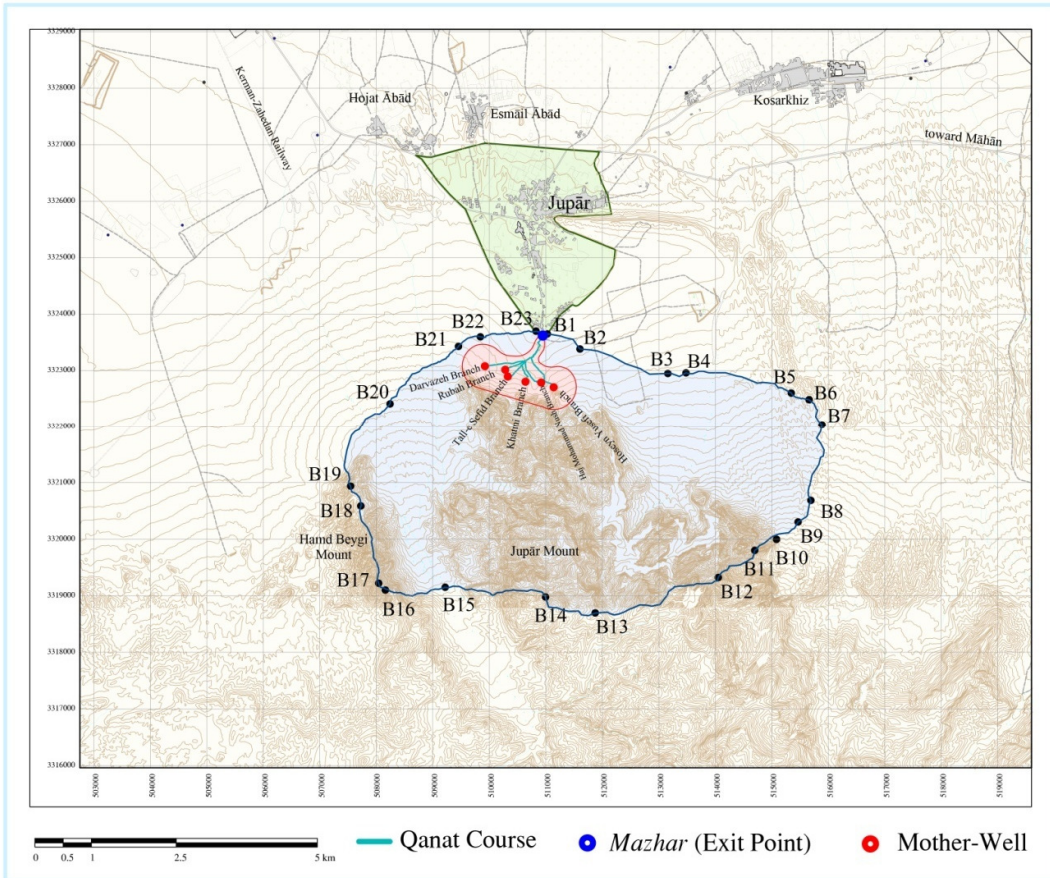 3329000
3328000
3327000
3326000
3325000
3324000
3323000
3322000
3321000
3320000
3319000
3318000
3317000
3316000
Kerman-Zahedan Railway
Hojat Ābād
Esmail Ābād
Kosarkhiz
toward Māhān
Jupār
B22
B23
B1
B2
B21
B3
B4
B5
B6
B7
B20
Darvazeh Branch
Rubah Branch
Tall-e Sefid Branch
Khatni Branch
Hoseyn Yusefi Branch
B19
B18
B8
B9
B10
B11
B12
Hamd Beygi
Mount
Jupār Mount
B17
B16
B15
B14
B13
503000
504000
505000
506000
507000
508000
509000
510000
511000
512000
513000
514000
515000
516000
517000
518000
519000
0 0.5 1 2.5 5 km
Qanat Course
Mazhar (Exit Point)
Mother-Well